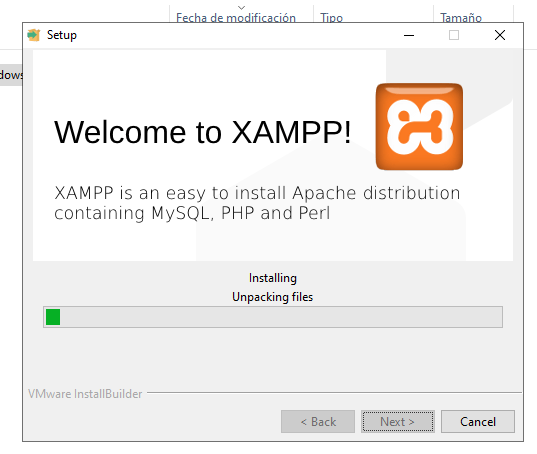 Fecha de modificación Tipo Tamaño
Setup
dows
Welcome to XAMPP!
XAMPP is an easy to install Apache distribution
containing MySQL, PHP and Perl
Installing
Unpacking files
VMware InstallBuilder
< Back Next > Cancel